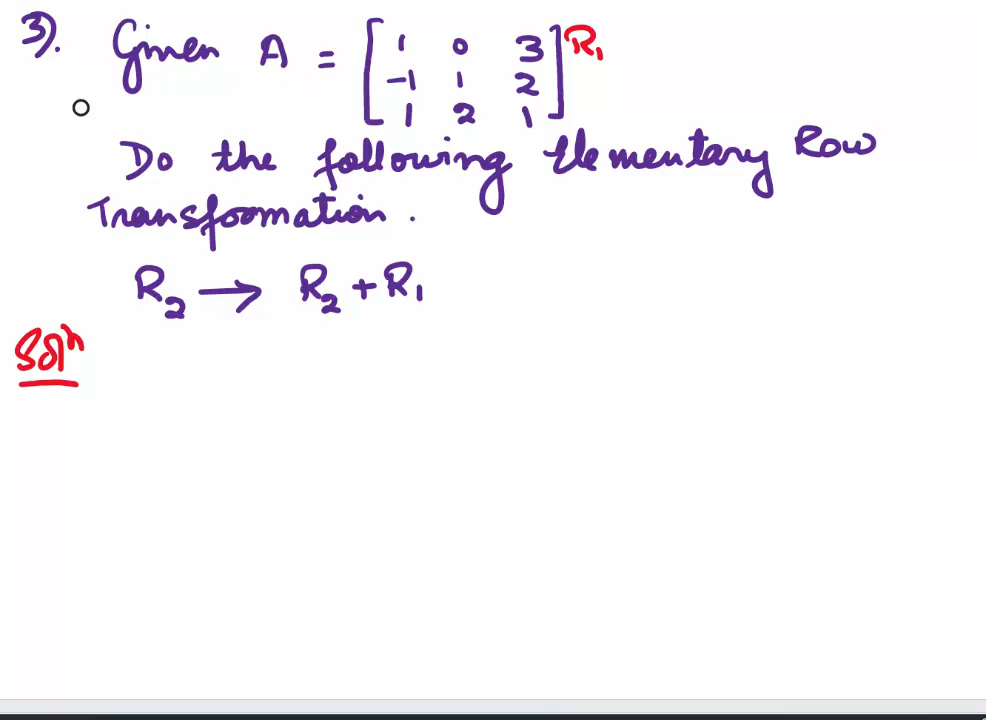 3). Given A = [ 1 0 3 R₁
-1 1 2
1 2 1 ]
Do the following Elementary Row
Transformation.
R₂ → R₂ + R₁
Solⁿ